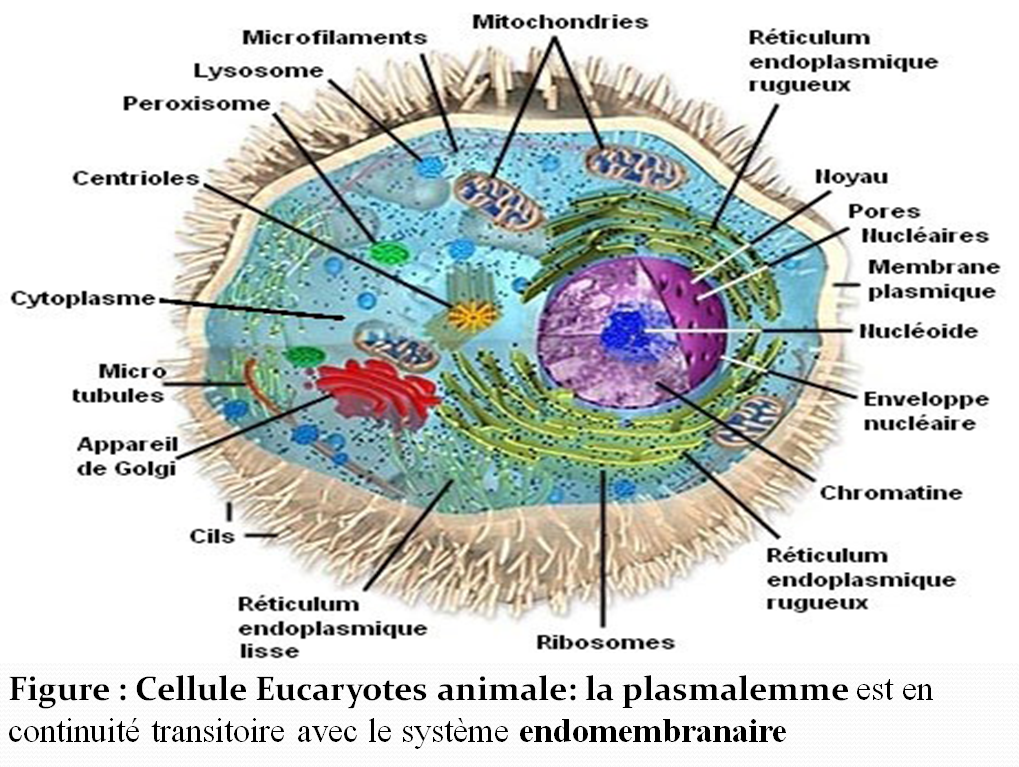 Mitochondries
Microfilaments
Lysosome
Peroxisome
Centrioles
Cytoplasme
Micro
tubules
Appareil
de Golgi
Cils
Réticulum
endoplasmique
lisse
Ribosomes
Réticulum
endoplasmique
rugueux
Noyau
Pores
Nucléaires
Membrane
plasmique
Nucléoide
Enveloppe
nucléaire
Chromatine
Réticulum
endoplasmique
rugueux
Figure : Cellule Eucaryotes animale: la plasmalemme est en
continuité transitoire avec le système endomembranaire